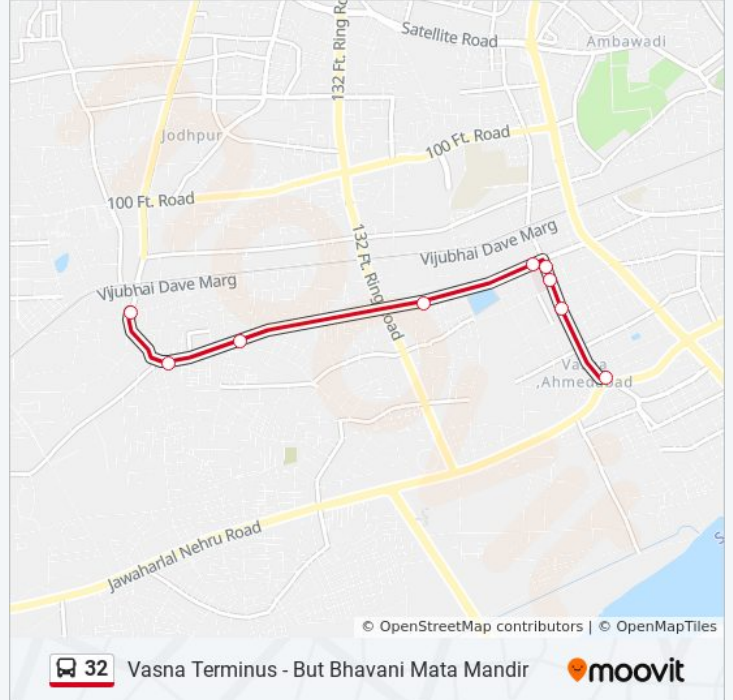 Satellite Road
Ambawadi
132 Ft. Ring Ro
Jodhpur
100 Ft. Road
100 Ft. Road
132 Ft. Ring Road
Vijubhai Dave Marg
Vijubhai Dave Marg
,Ahmedabad
Jawaharlal Nehru Road
S
© OpenStreetMap contributors | © OpenMapTiles
32 Vasna Terminus - But Bhavani Mata Mandir moovit